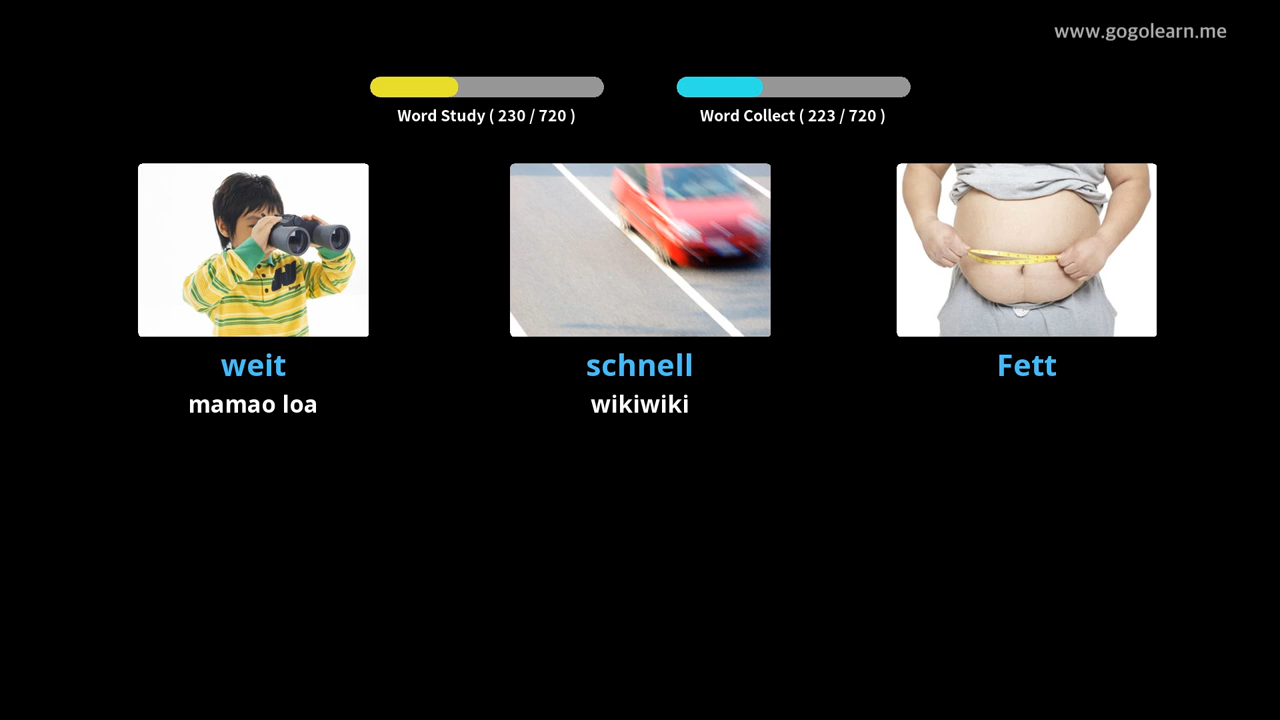 www.gogolearn.me
Word Study ( 230 / 720 )
Word Collect ( 223 / 720 )
weit
schnell
Fett
mamao loa
wikiwiki